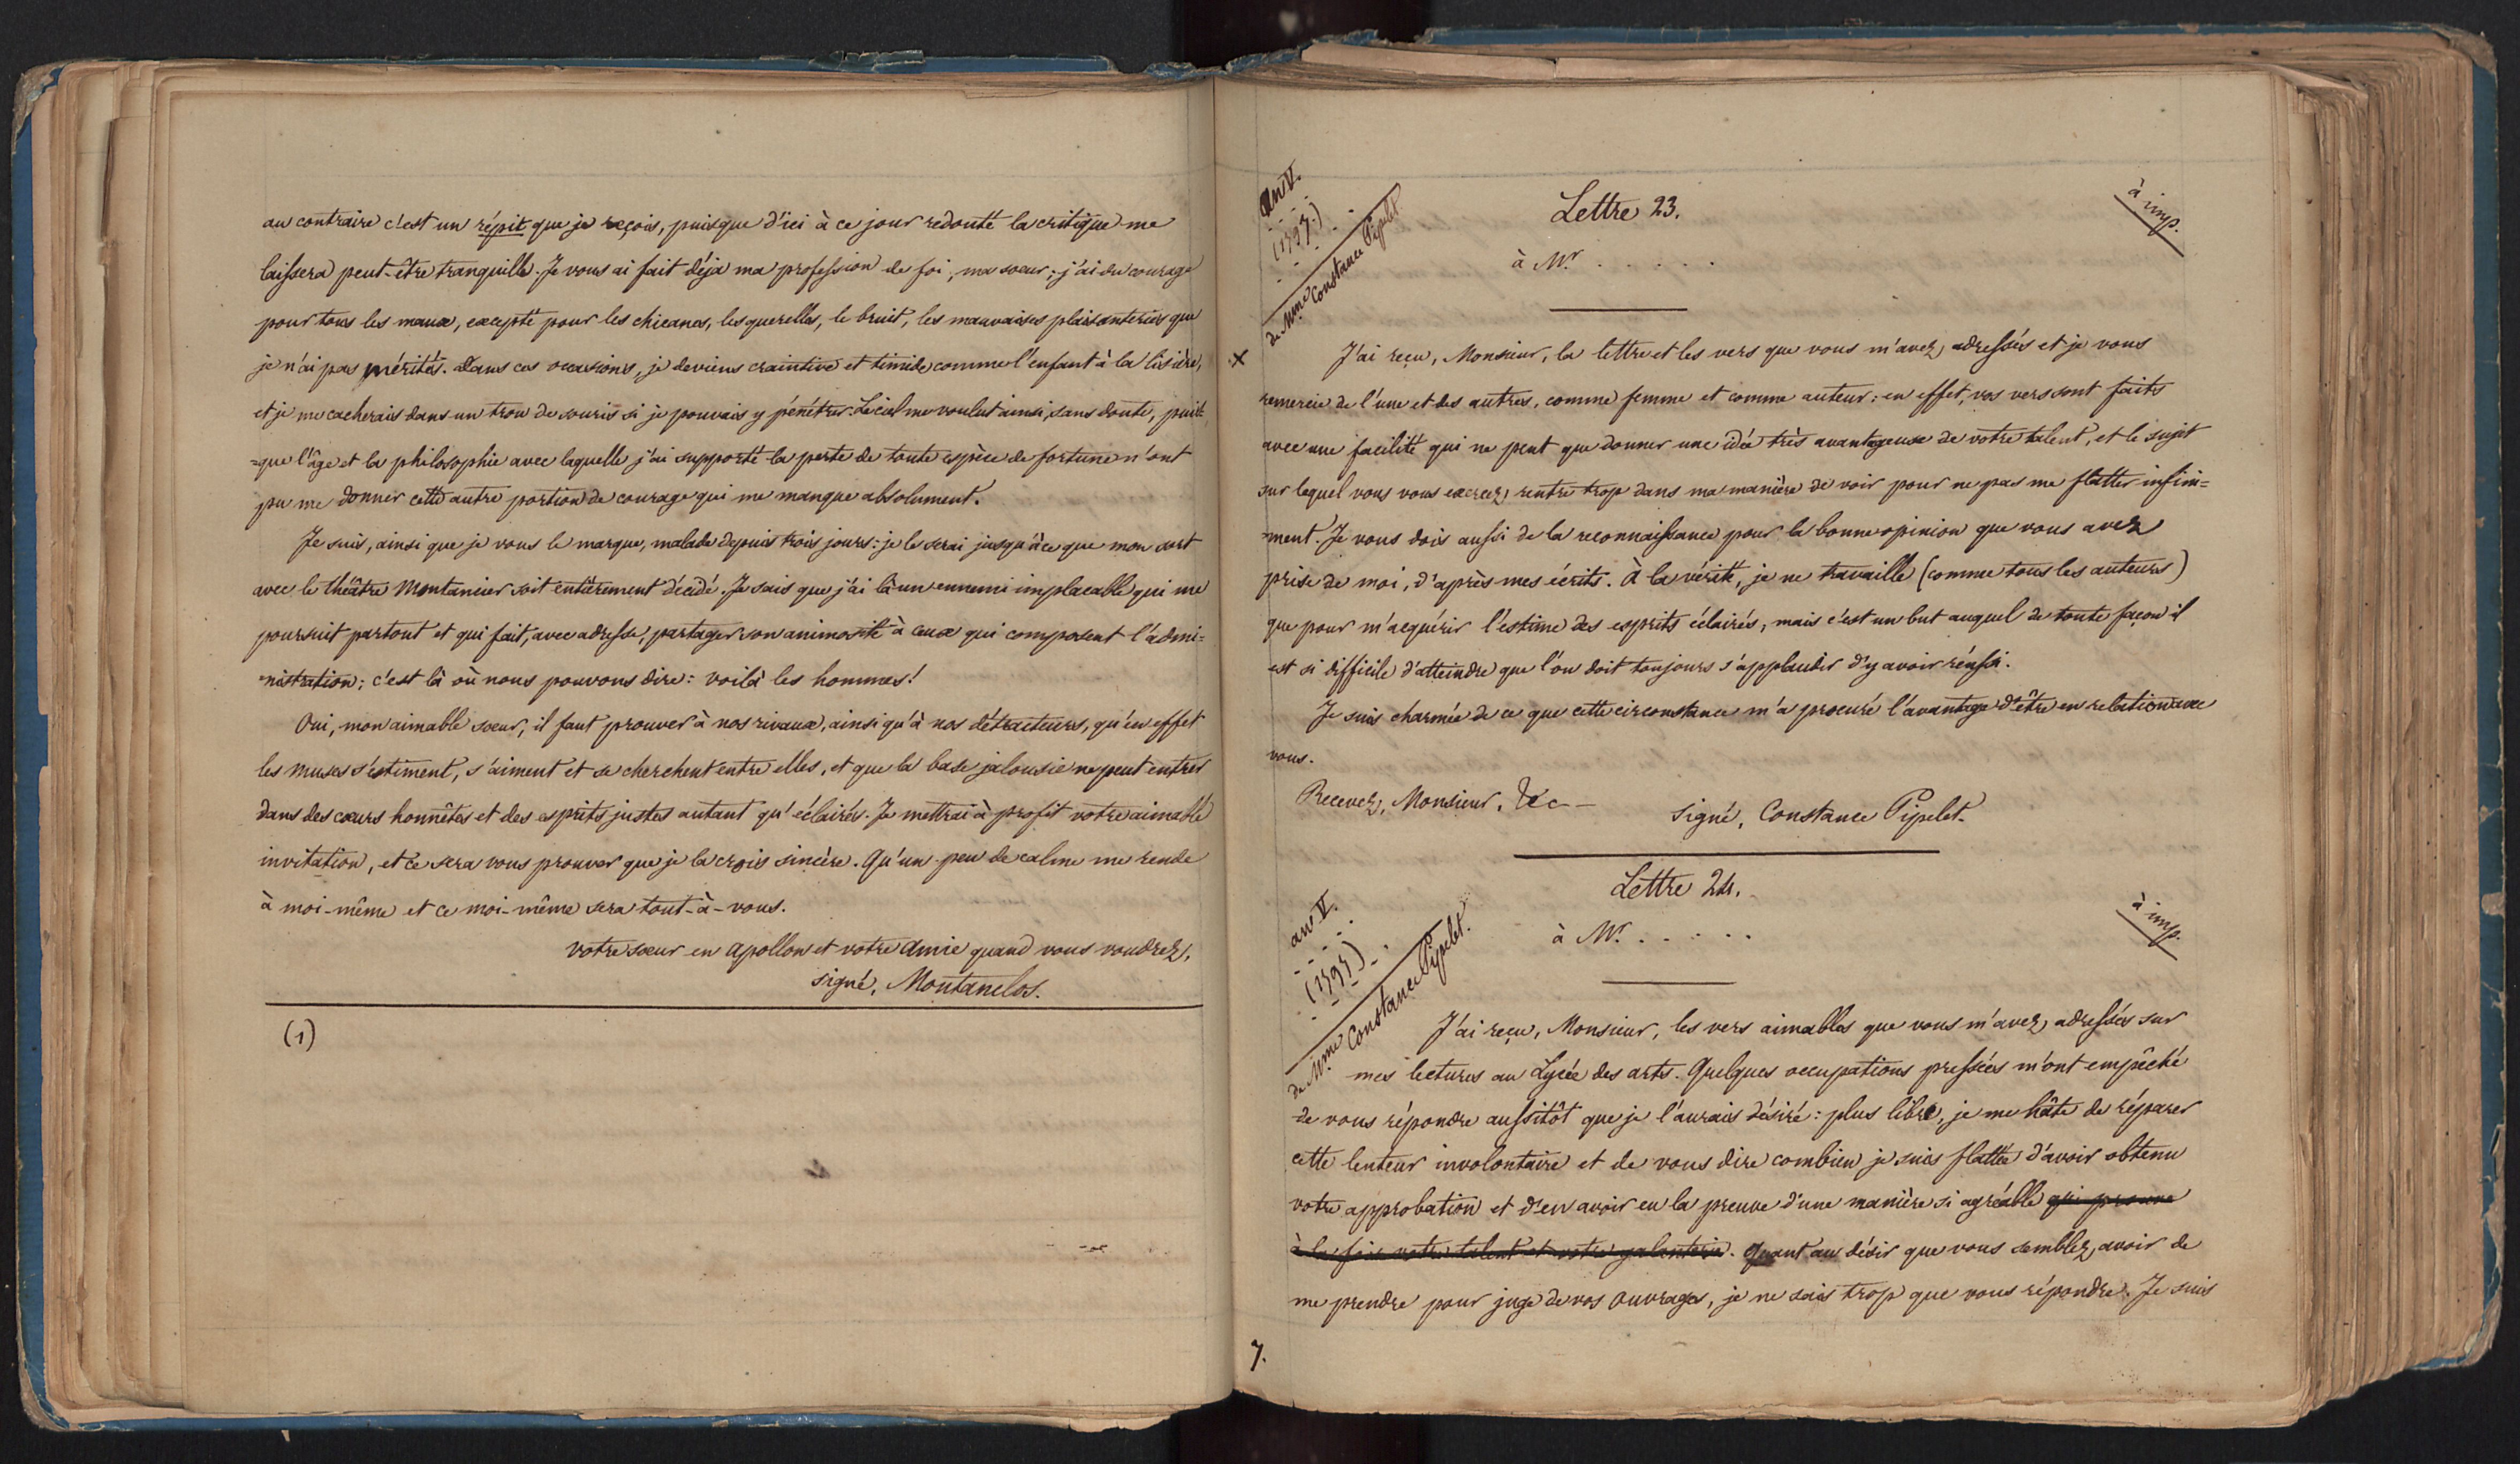 au contraire c'est un répit que je reçois, puisque d'ici à ce jour redouté la critique me
laissera peut-être tranquille. Je vous ai fait déja ma profession de foi, ma soeur; j'ai du courage
pour tous les maux, excepté pour les chicanes, les querelles, le bruit, les mauvaises plaisanteries que
je n'ai pas méritées. dans ces occasions, je deviens craintive et timide comme l'enfant à la lisière,
et je me cacherais dans un trou de souris si je pouvais y pénétrer. Le ciel me voulut ainsi, sans doute, puis-
=que l'âge et la philosophie avec laquelle j'ai supporté la perte de toute espèce de fortune n'ont
pu me donner cette autre portion de courage qui me manque absolument.
Je suis, ainsi que je vous le marque, malade depuis trois jours: je le serai jusqu'à ce que mon sort
avec le théâtre Montansier soit entièrement décidé. Je sais que j'ai là un ennemi implacable qui me
poursuit partout et qui fait, avec adresse, partager son animosité à ceux qui composent l'admi=
=nistration; c'est là où nous pouvons dire: voilà les hommes!
Oui, mon aimable soeur, il faut prouver à nos rivaux, ainsi qu'à nos détracteurs, qu'en effet
les muses s'estiment, s'aiment et se cherchent entre elles, et que la basse jalousie ne peut entrer
dans des coeurs honnêtes et des esprits justes autant qu'éclairés. Je mettrai à profit votre aimable
invitation, et ce sera vous prouver que je la crois sincère. Qu'un peu de calme me rende
à moi-même et ce moi-même sera tout-à-vous.
votre soeur en apollon et votre amie quand vous voudrez,
signé, Montanclos.
(1)
an V.
(1797.)
de Mme Constance Pipelet.
Lettre 23.
à imp.
à Mr . . . . .
+
J'ai reçu, Monsieur, la lettre et les vers que vous m'avez adressés et je vous
remercie de l'une et des autres, comme femme et comme auteur: en effet, vos vers sont faits
avec une facilité qui ne peut que donner une idée très avantageuse de votre talent, et le sujet
sur lequel vous vous exercez rentre trop dans ma manière de voir pour ne pas me flatter infini=
=ment. Je vous dois aussi de la reconnaissance pour la bonne opinion que vous avez
prise de moi, d'après mes écrits. À la vérité, je ne travaille (comme tous les auteurs)
que pour m'acquérir l'estime des esprits éclairés, mais c'est un but auquel de toute façon il
est si difficile d'atteindre que l'on doit toujours s'applaudir d'y avoir réussi.
Je suis charmée de ce que cette circonstance m'a procuré l'avantage d'être en relation avec
vous.
Recevez, Monsieur, &c -
signé, Constance Pipelet.
Lettre 24.
an V.
(1797)
de Mme Constance Pipelet.
à imp.
à Mr. . . . . .
J'ai reçu, Monsieur, les vers aimables que vous m'avez adressés sur
mes lectures au Lycée des arts. Quelques occupations pressées m'ont empêché
de vous répondre aussitôt que je l'aurais désiré: plus libre, je me hâte de réparer
cette lenteur involontaire et de vous dire combien je suis flattée d'avoir obtenu
votre approbation et d'en avoir eu la preuve d'une manière si agréable qui prouve
à la fois votre talent et votre galanterie. Quant au désir que vous semblez avoir de
me prendre pour juge de vos ouvrages, je ne sais trop que vous répondre. Je suis
7.